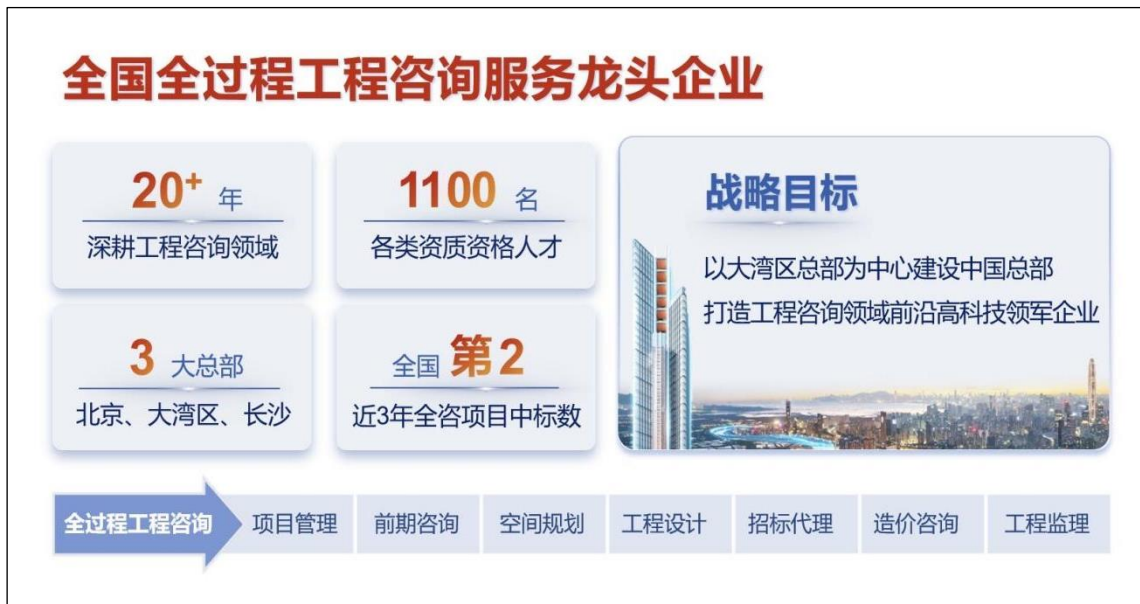 全国全过程工程咨询服务龙头企业
20+ 年
深耕工程咨询领域
1100 名
各类资质资格人才
3 大总部
北京、大湾区、长沙
全国 第2
近3年全咨项目中标数
战略目标
以大湾区总部为中心建设中国总部
打造工程咨询领域前沿高科技领军企业
全过程工程咨询 项目管理 前期咨询 空间规划 工程设计 招标代理 造价咨询 工程监理